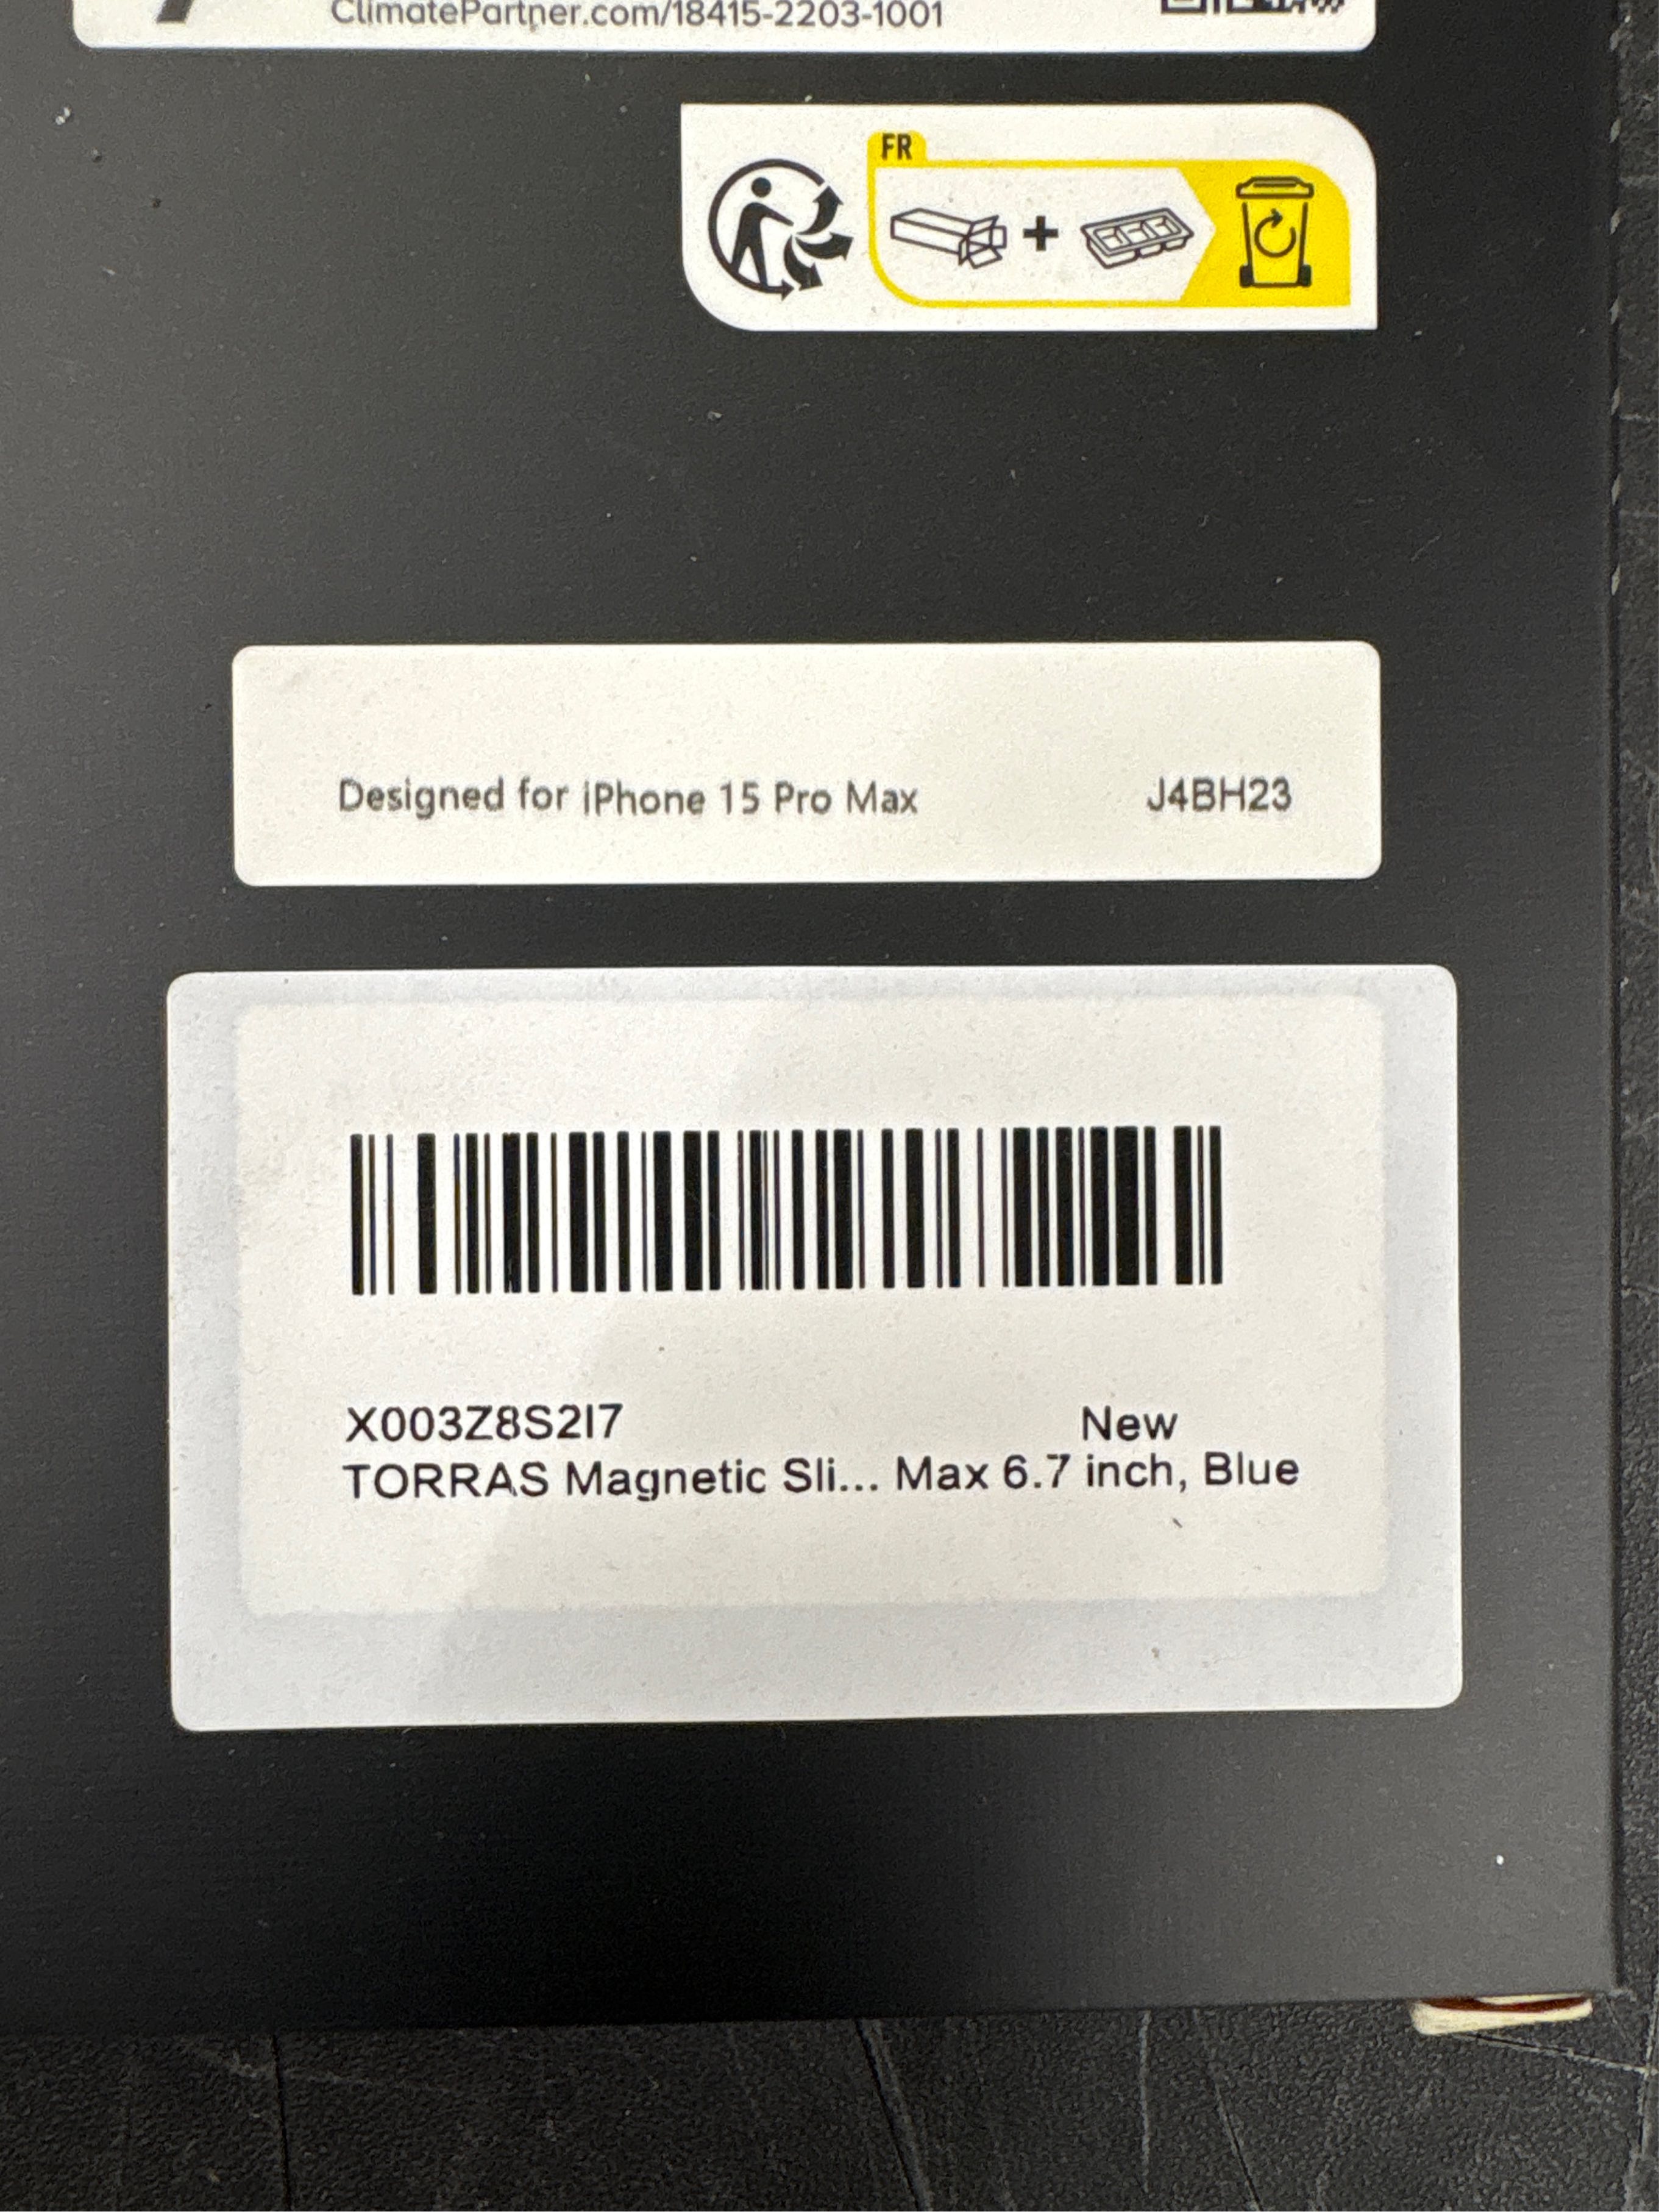 ClimatePartner.com/18415-2203-1001
FR
Designed for iPhone 15 Pro Max J4BH23
X003Z8S2I7 New
TORRAS Magnetic Sli... Max 6.7 inch, Blue